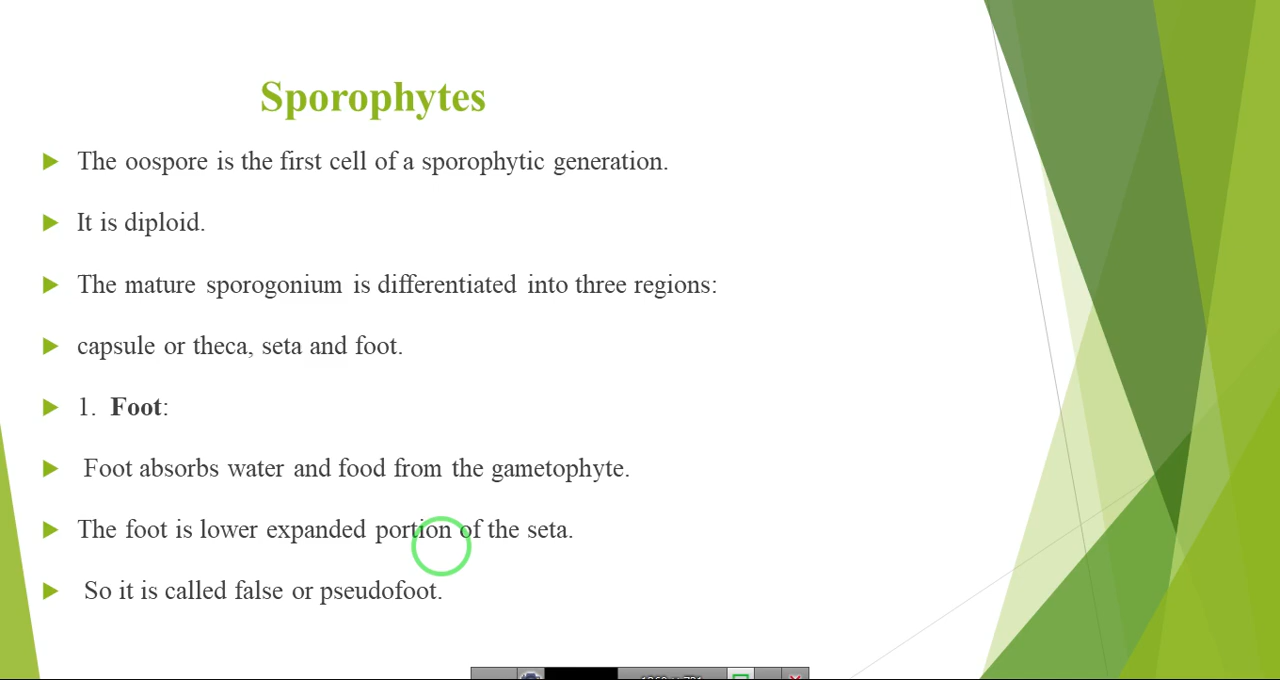 Sporophytes
The oospore is the first cell of a sporophytic generation.
It is diploid.
The mature sporogonium is differentiated into three regions:
capsule or theca, seta and foot.
1. Foot:
Foot absorbs water and food from the gametophyte.
The foot is lower expanded portion of the seta.
So it is called false or pseudofoot.